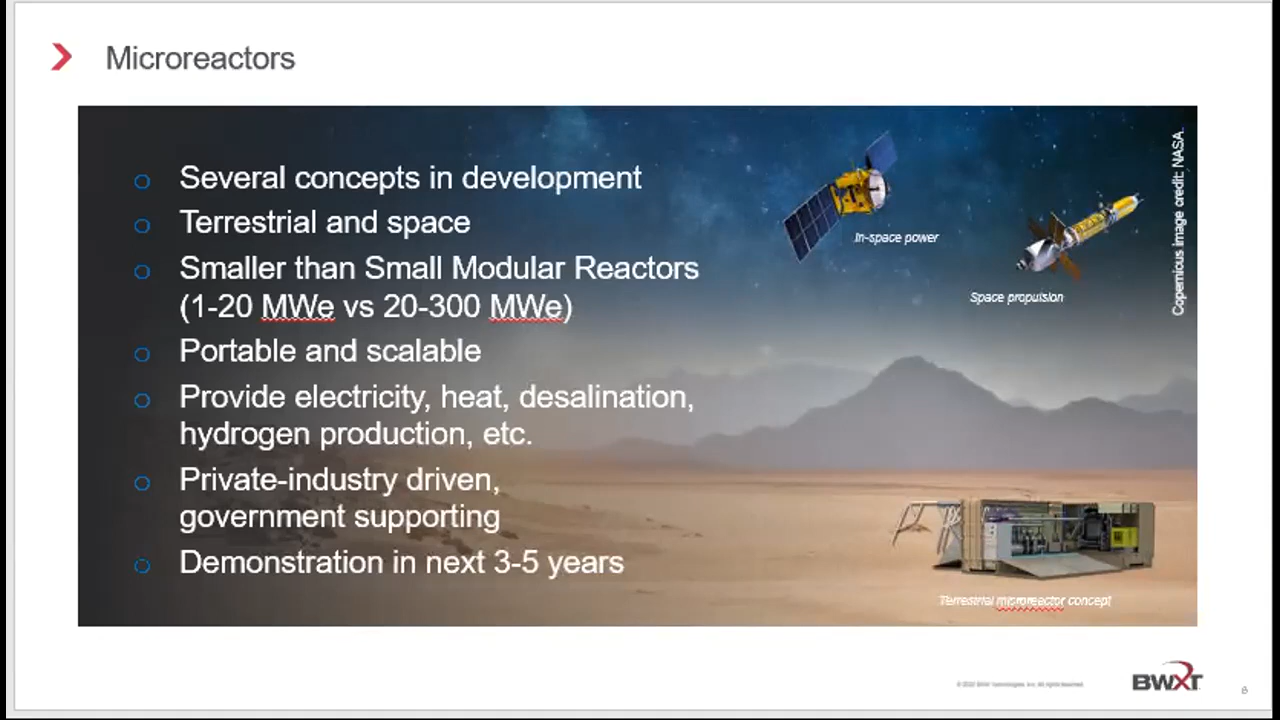 Microreactors
Several concepts in development
Terrestrial and space
Smaller than Small Modular Reactors
(1-20 MWe vs 20-300 MWe)
Portable and scalable
Provide electricity, heat, desalination,
hydrogen production, etc.
Private-industry driven,
government supporting
Demonstration in next 3-5 years
In-space power
Space propulsion
Copernicus image credit: NASA.
Terrestrial microreactor concept
BWXT